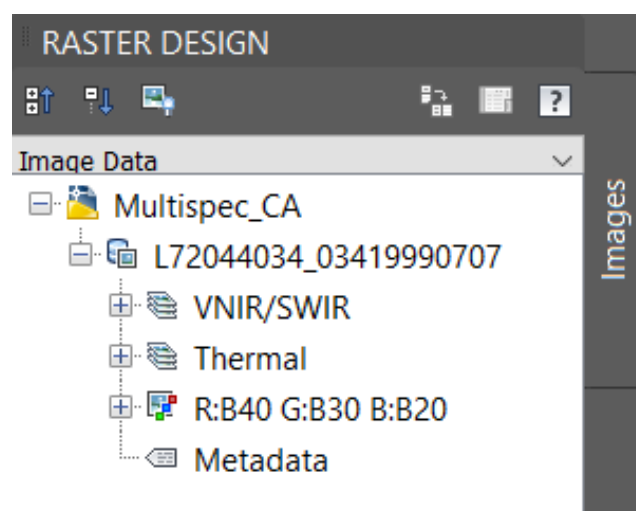 RASTER DESIGN
?
Image Data
Multispec_CA
L72044034_03419990707
VNIR/SWIR
Thermal
R:B40 G:B30 B:B20
Metadata
Images